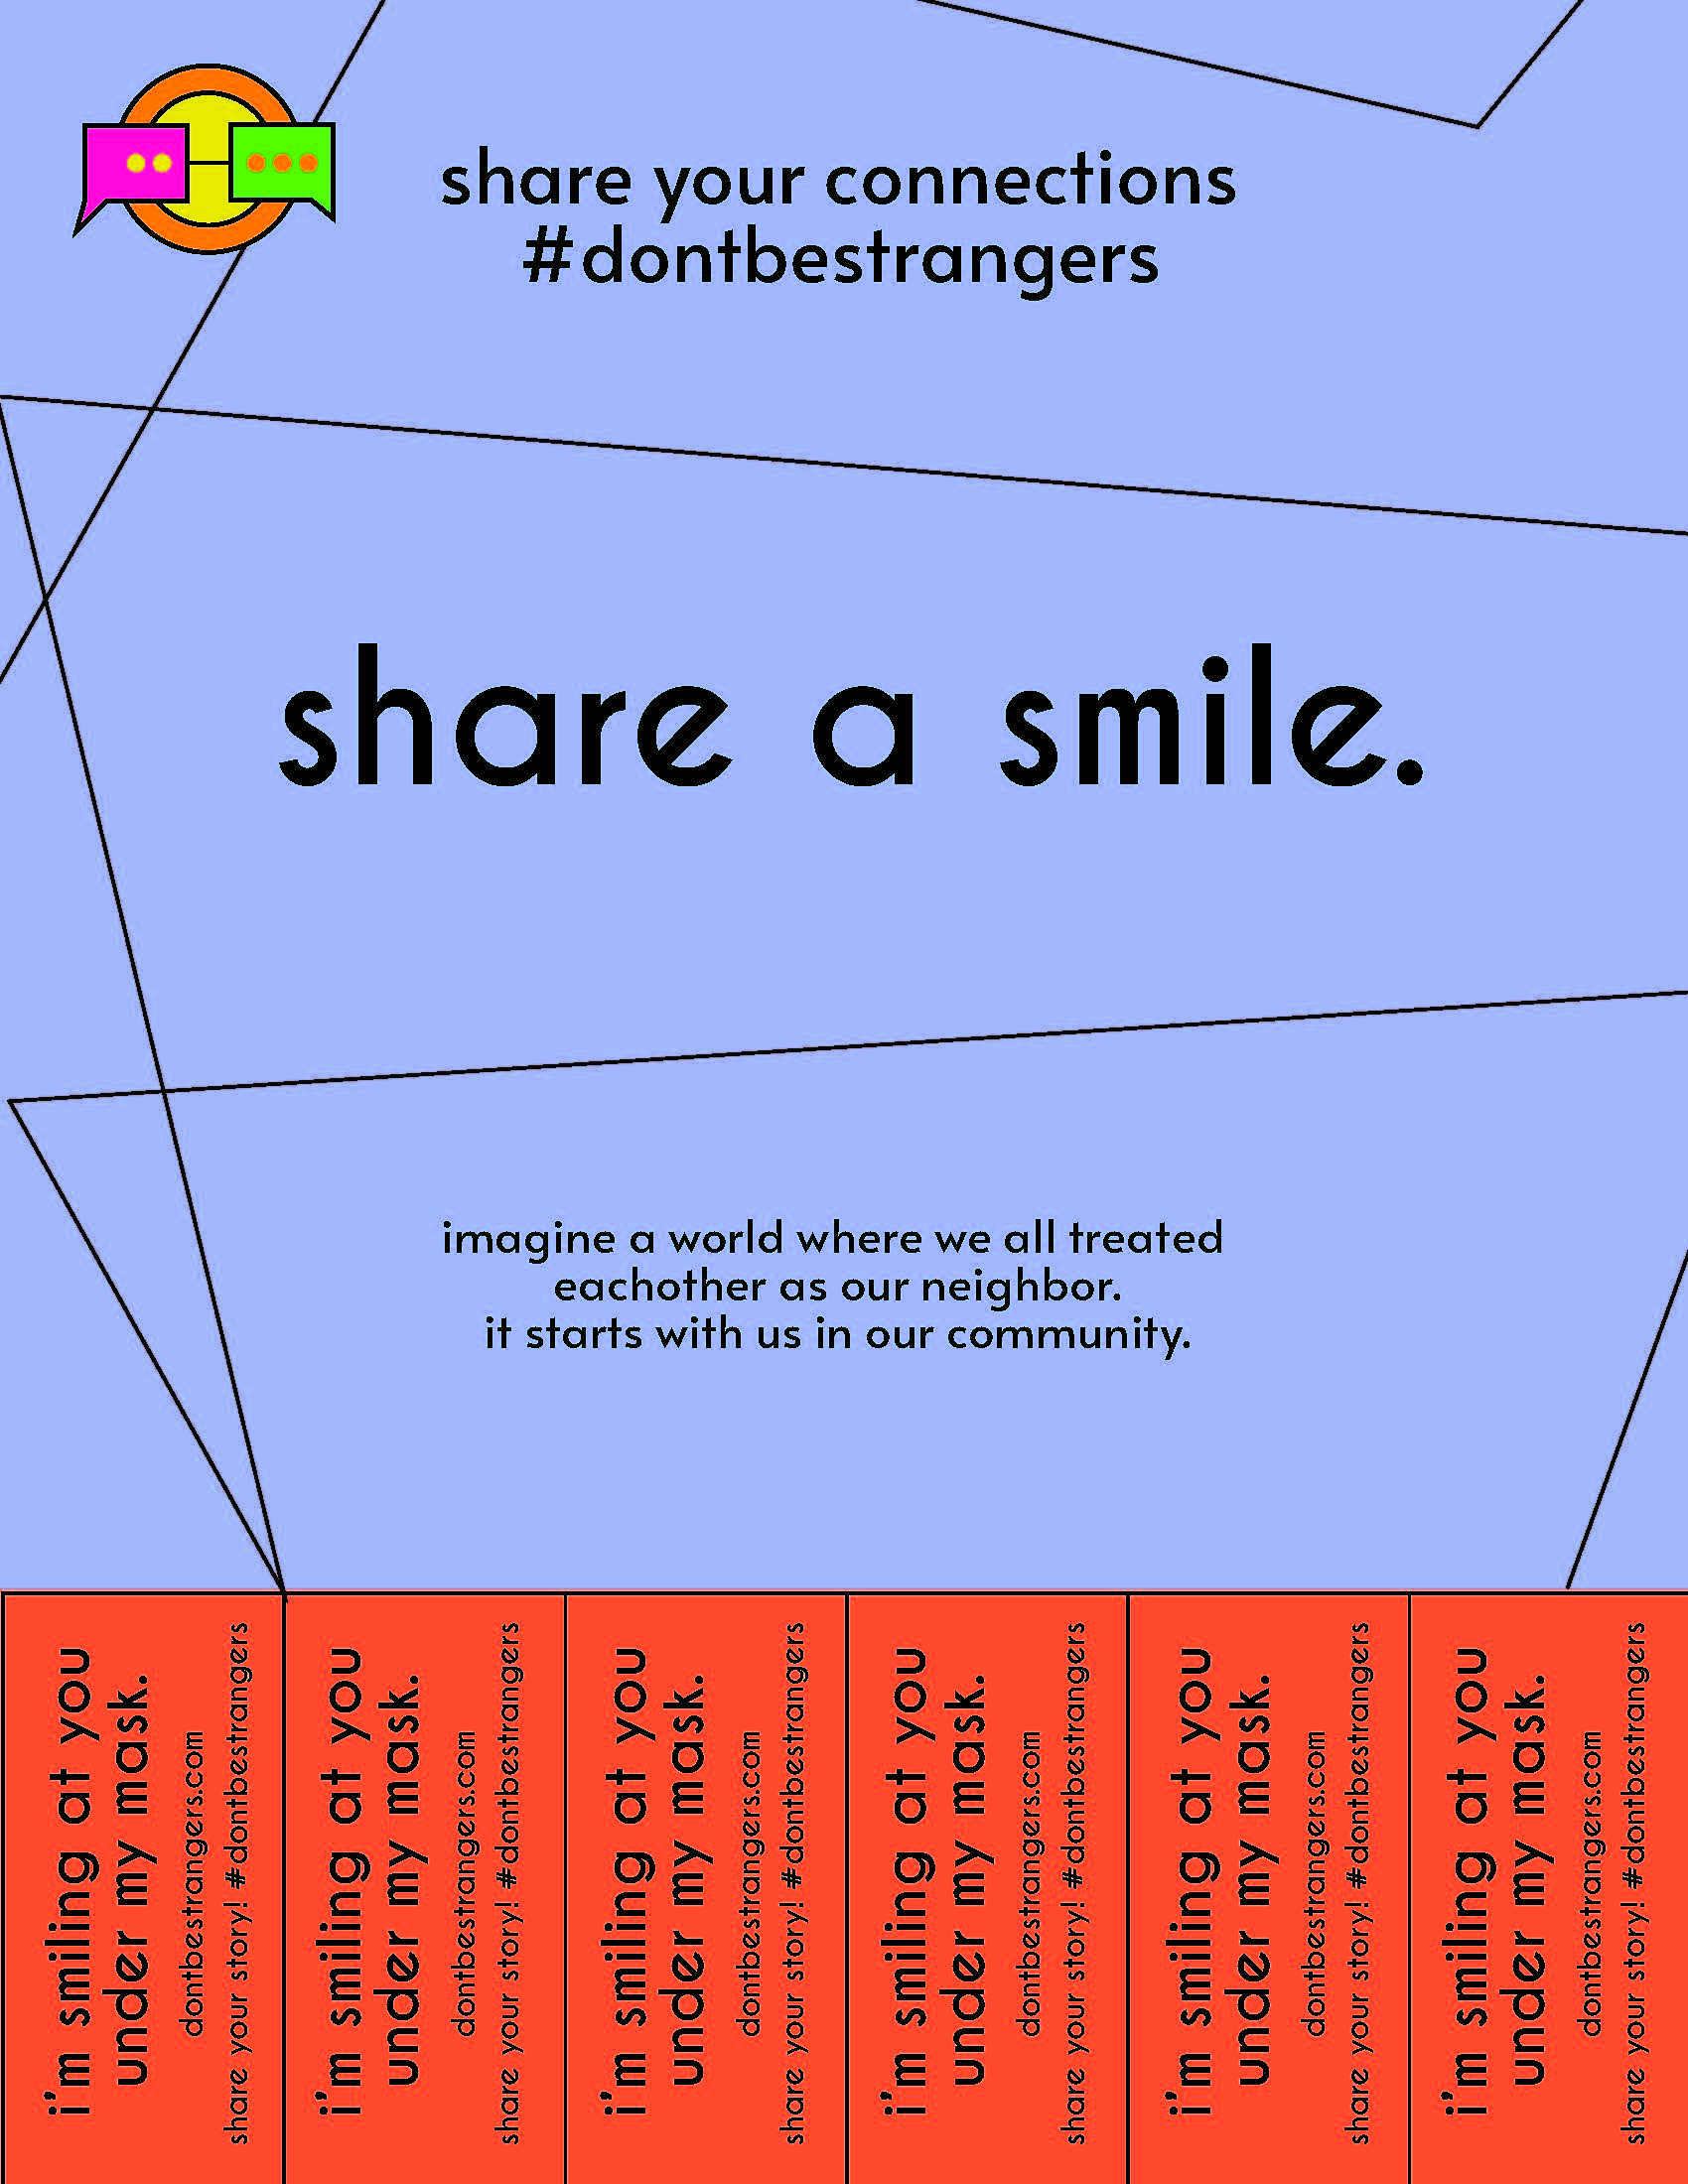 share your connections
#dontbestrangers
share a smile.
imagine a world where we all treated
eachother as our neighbor.
it starts with us in our community.
i'm smiling at you
under my mask.
dontbestrangers.com
share your story! #dontbestrangers
i'm smiling at you
under my mask.
dontbestrangers.com
share your story! #dontbestrangers
i'm smiling at you
under my mask.
dontbestrangers.com
share your story! #dontbestrangers
i'm smiling at you
under my mask.
dontbestrangers.com
share your story! #dontbestrangers
i'm smiling at you
under my mask.
dontbestrangers.com
share your story! #dontbestrangers
i'm smiling at you
under my mask.
dontbestrangers.com
share your story! #dontbestrangers